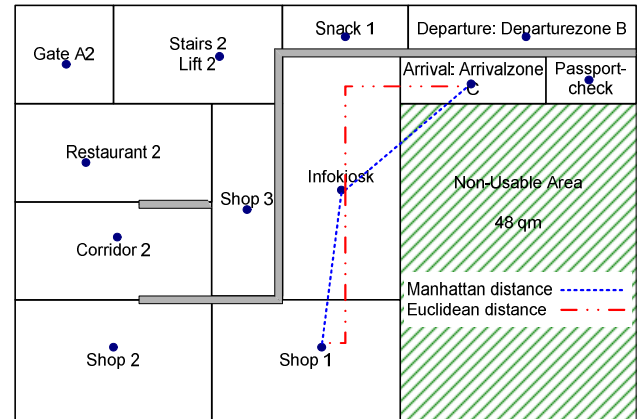 Snack 1
Departure: Departurezone B
Gate A2
Stairs 2
Lift 2
Arrival: Arrivalzone
C
Passport-
check
Restaurant 2
Shop 3
Infokiosk
Non-Usable Area
48 qm
Corridor 2
Manhattan distance
Euclidean distance
Shop 2
Shop 1